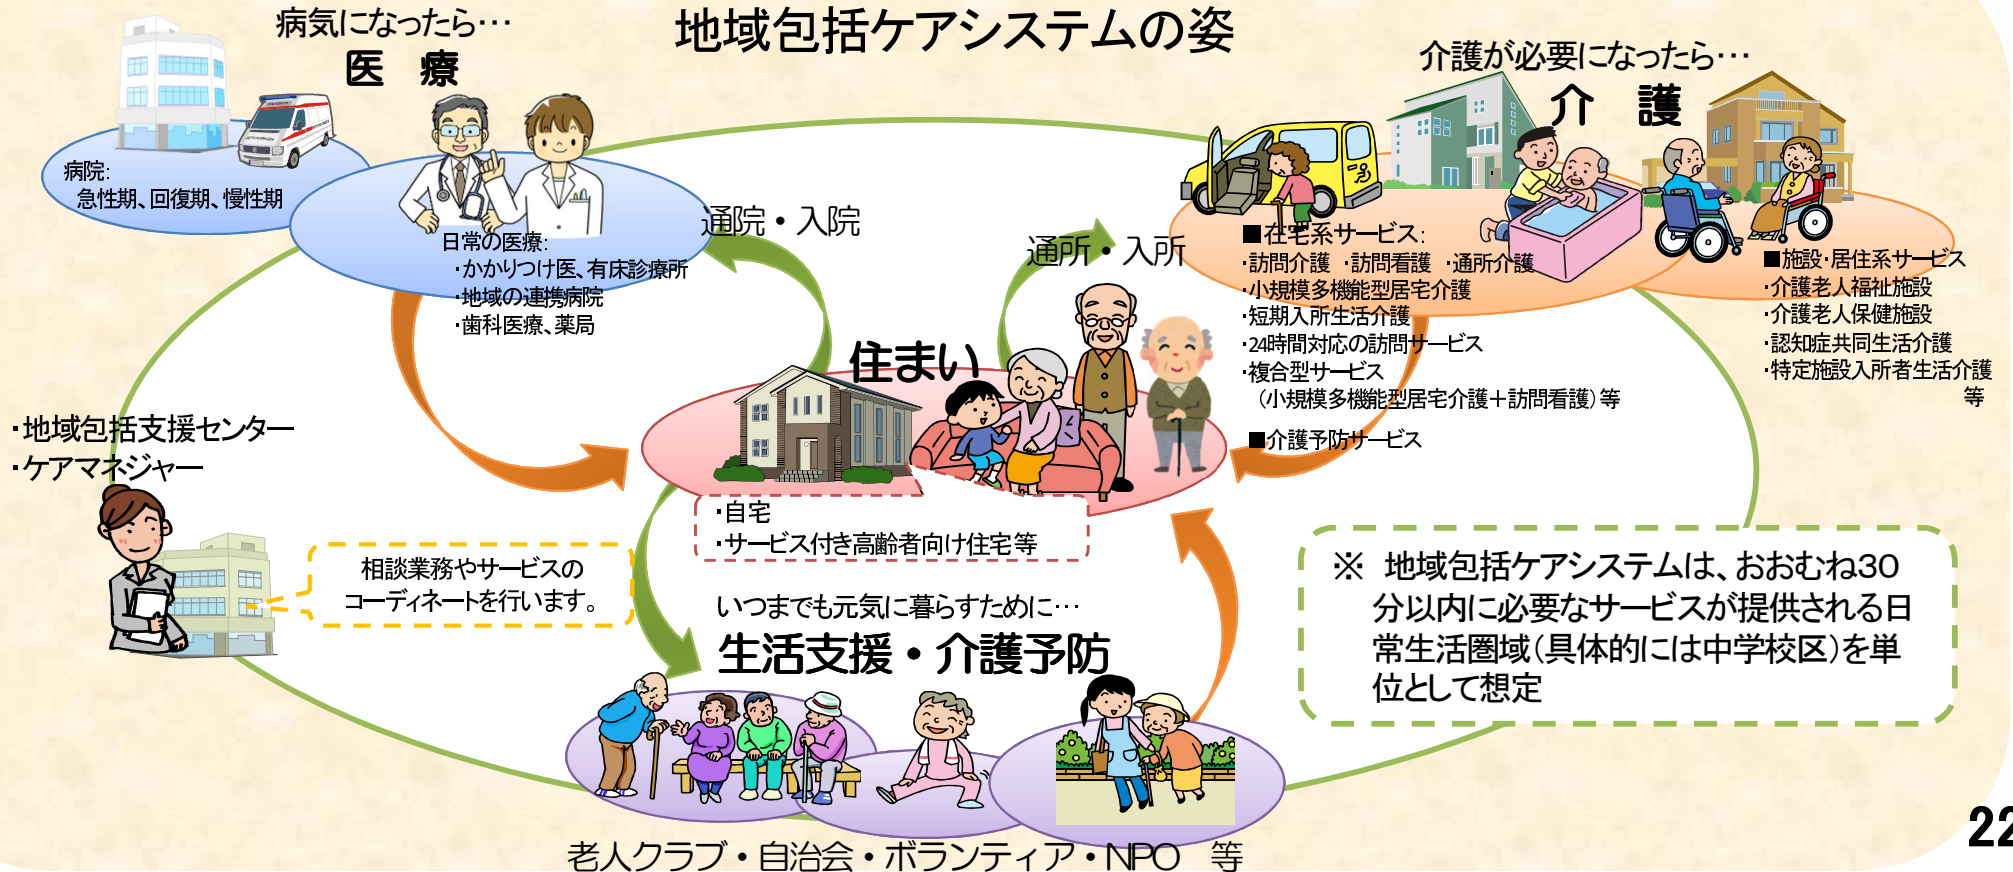 地域包括ケアシステムの姿
病気になったら…
医　療
病院:
急性期、回復期、慢性期
日常の医療:
・かかりつけ医、有床診療所
・地域の連携病院
・歯科医療、薬局
通院・入院
通所・入所
介護が必要になったら…
介　護
■在宅系サービス:
・訪問介護　・訪問看護　・通所介護
・小規模多機能型居宅介護
・短期入所生活介護
・24時間対応の訪問サービス
・複合型サービス
（小規模多機能型居宅介護＋訪問看護）等
■介護予防サービス
■施設・居住系サービス
・介護老人福祉施設
・介護老人保健施設
・認知症共同生活介護
・特定施設入所者生活介護
等
住まい
・自宅
・サービス付き高齢者向け住宅等
・地域包括支援センター
・ケアマネジャー
相談業務やサービスの
コーディネートを行います。
いつまでも元気に暮らすために…
生活支援・介護予防
老人クラブ・自治会・ボランティア・NPO　等
※　地域包括ケアシステムは、おおむね30
分以内に必要なサービスが提供される日
常生活圏域（具体的には中学校区）を単
位として想定
22